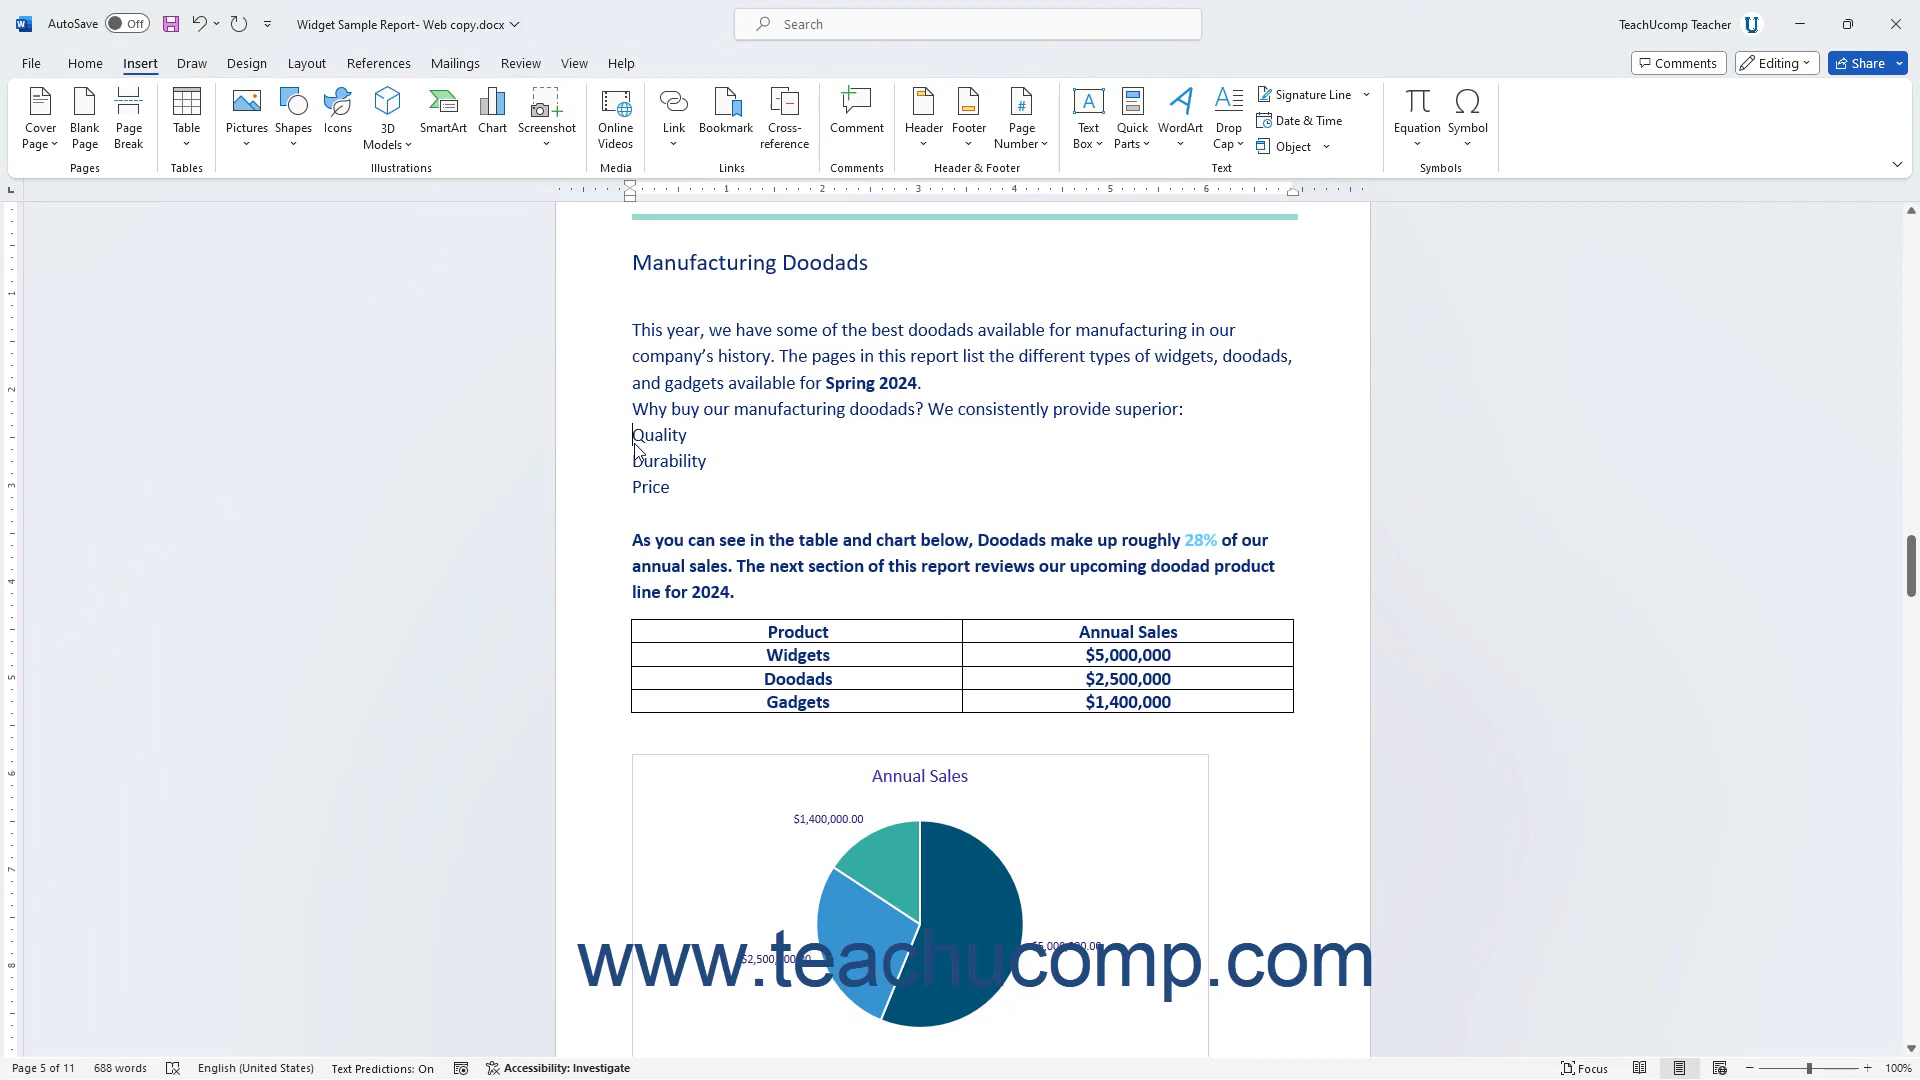 AutoSave Off Widget Sample Report- Web copy.docx Search TeachUcomp Teacher
File Home Insert Draw Design Layout References Mailings Review View Help Comments Editing Share
Cover Page
Blank Page
Page Break
Pages
Table
Tables
Pictures
Shapes
Icons
3D Models
SmartArt
Chart
Screenshot
Illustrations
Online Videos
Media
Link
Bookmark
Cross-reference
Links
Comment
Comments
Header
Footer
Page Number
Header & Footer
Text Box
Quick Parts
WordArt
Drop Cap
Signature Line
Date & Time
Object
Text
Equation
Symbol
Symbols
1 2 3 4 5 6
Manufacturing Doodads
This year, we have some of the best doodads available for manufacturing in our
company's history. The pages in this report list the different types of widgets, doodads,
and gadgets available for Spring 2024.
Why buy our manufacturing doodads? We consistently provide superior:
Quality
Durability
Price
As you can see in the table and chart below, Doodads make up roughly 28% of our
annual sales. The next section of this report reviews our upcoming doodad product
line for 2024.
Product Annual Sales
Widgets $5,000,000
Doodads $2,500,000
Gadgets $1,400,000
Annual Sales
$1,400,000.00
www.teachucomp.com
Page 5 of 11 688 words English (United States) Text Predictions: On Accessibility: Investigate Focus 100%